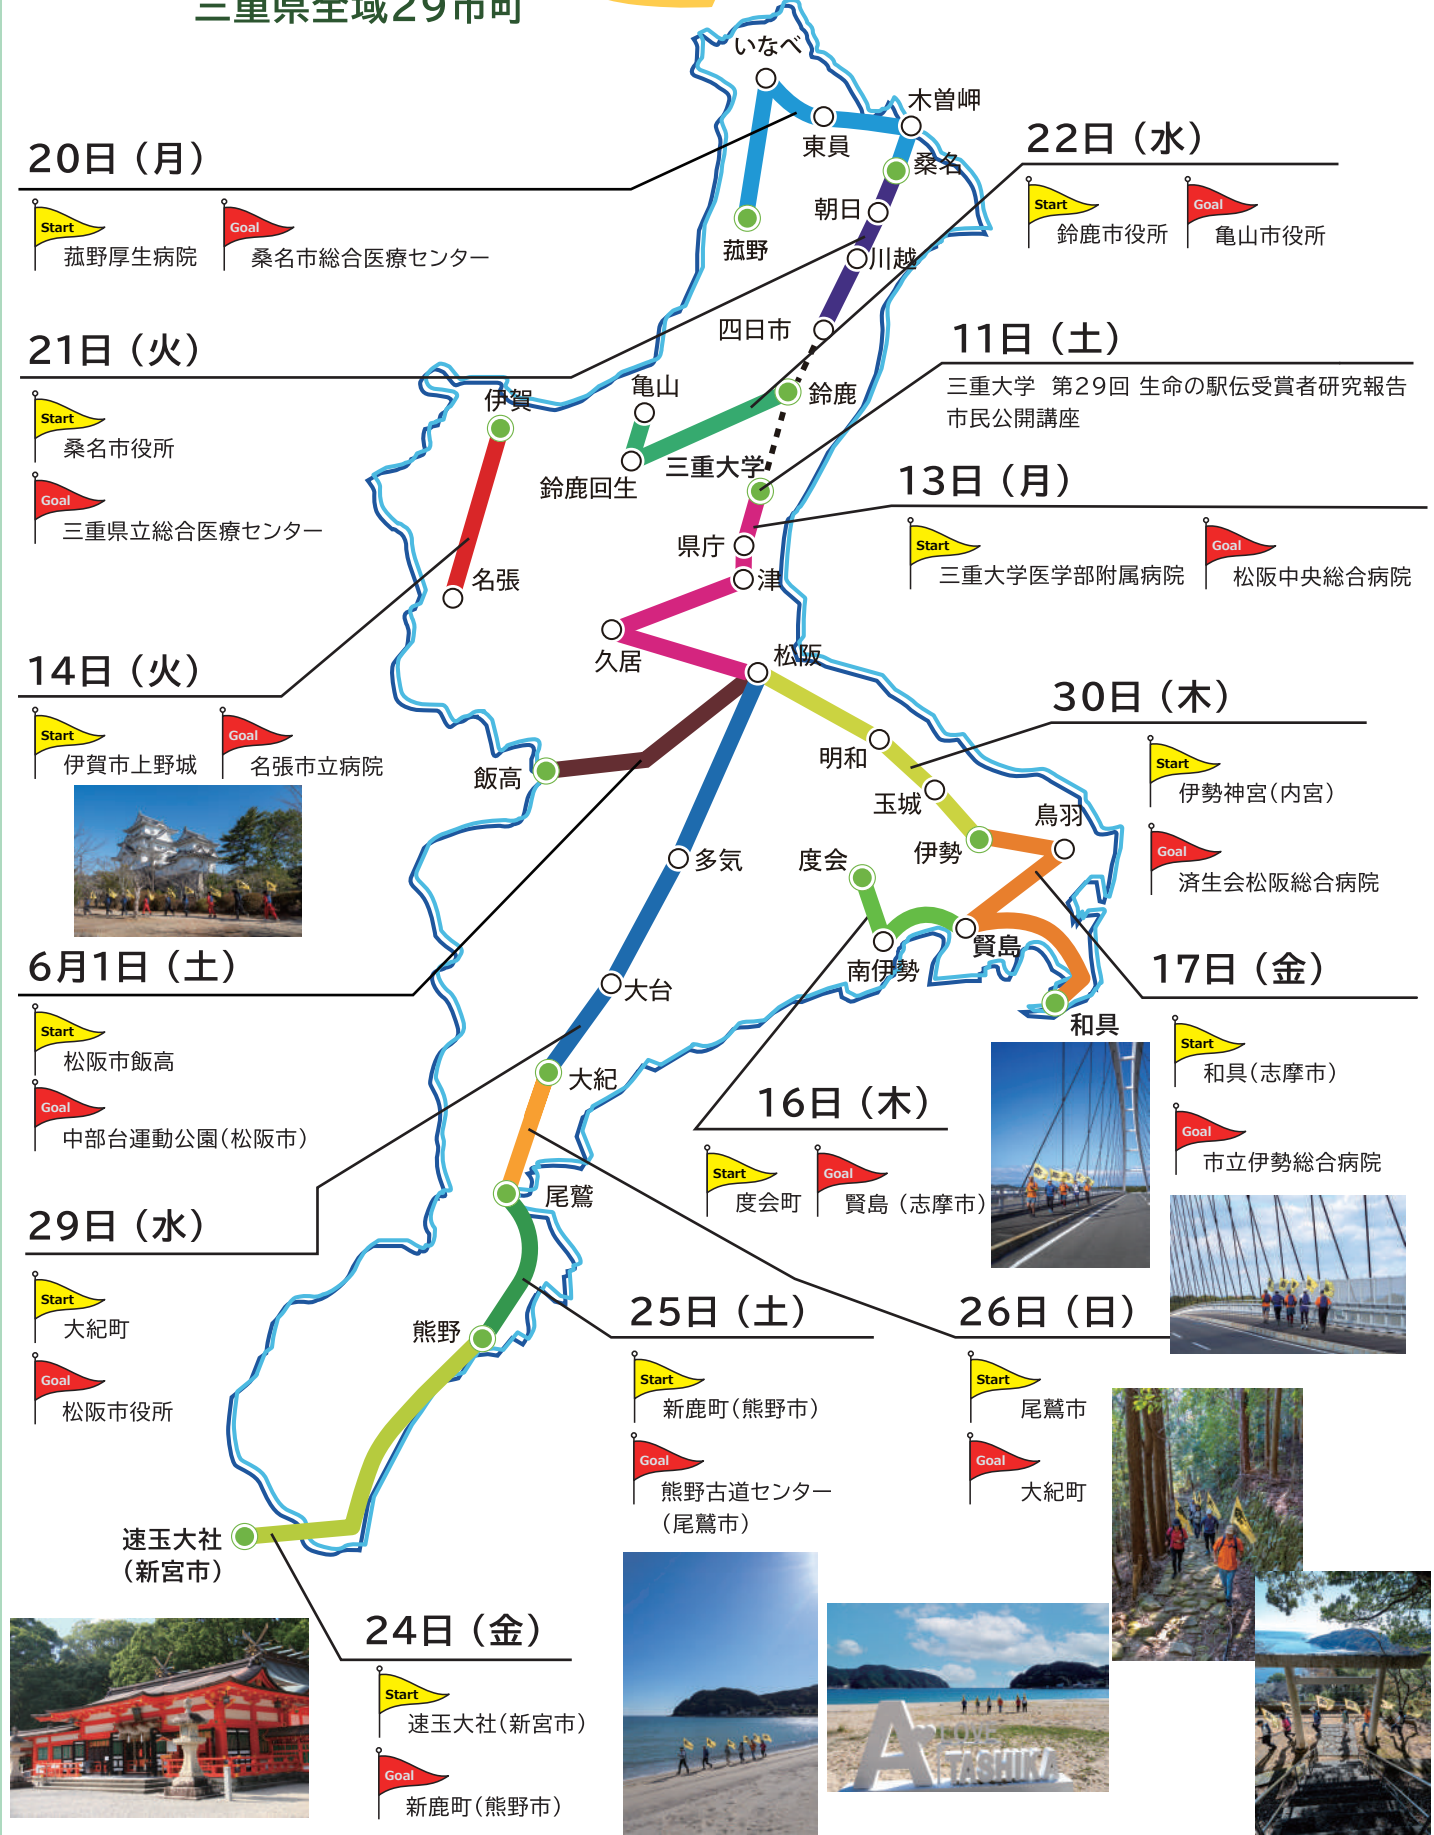 三重県全域29市町
いなべ
木曽岬
東員
桑名
朝日
菰野
川越
四日市
亀山
鈴鹿
伊賀
三重大学
鈴鹿回生
県庁
津
名張
久居
松阪
明和
飯高
玉城
鳥羽
伊勢
度会
多気
賢島
南伊勢
大台
和具
大紀
尾鷲
熊野
速玉大社
（新宮市）
20日（月）
Start
菰野厚生病院
Goal
桑名市総合医療センター
22日（水）
Start
鈴鹿市役所
Goal
亀山市役所
21日（火）
Start
桑名市役所
Goal
三重県立総合医療センター
11日（土）
三重大学 第29回 生命の駅伝受賞者研究報告
市民公開講座
13日（月）
Start
三重大学医学部附属病院
Goal
松阪中央総合病院
14日（火）
Start
伊賀市上野城
Goal
名張市立病院
30日（木）
Start
伊勢神宮（内宮）
Goal
済生会松阪総合病院
6月1日（土）
Start
松阪市飯高
Goal
中部台運動公園（松阪市）
17日（金）
Start
和具（志摩市）
Goal
市立伊勢総合病院
16日（木）
Start
度会町
Goal
賢島（志摩市）
29日（水）
Start
大紀町
Goal
松阪市役所
25日（土）
Start
新鹿町（熊野市）
Goal
熊野古道センター
（尾鷲市）
26日（日）
Start
尾鷲市
Goal
大紀町
24日（金）
Start
速玉大社（新宮市）
Goal
新鹿町（熊野市）
A
I LOVE
ATASHIKA